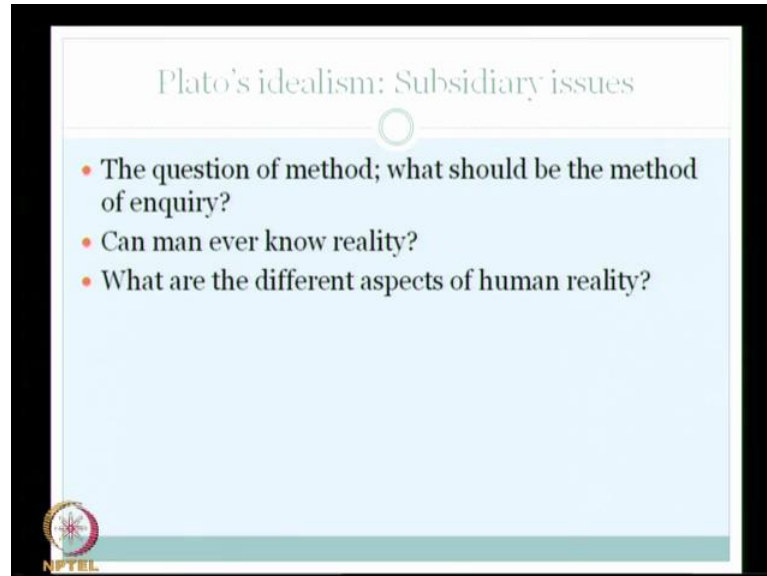 Plato's idealism: Subsidiary issues
• The question of method; what should be the method
of enquiry?
• Can man ever know reality?
• What are the different aspects of human reality?
NPTEL